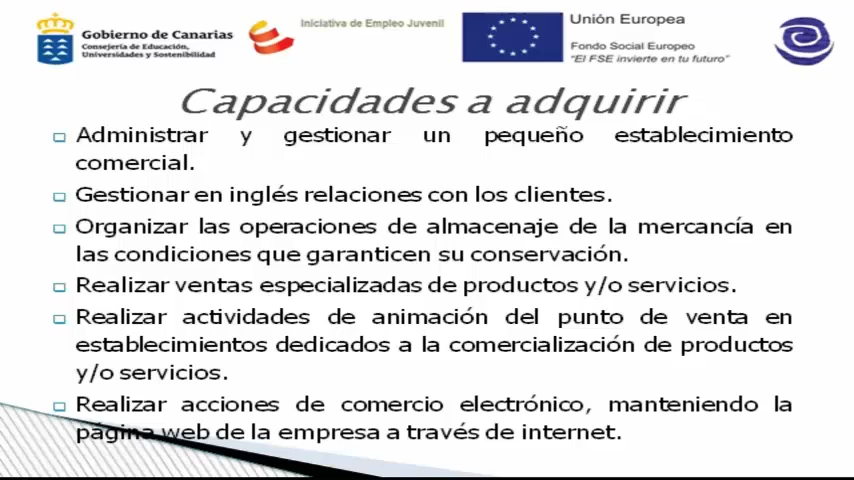 Gobierno de Canarias
Consejería de Educación,
Universidades y Sostenibilidad
Iniciativa de Empleo Juvenil
Unión Europea
Fondo Social Europeo
"El FSE invierte en tu futuro"
Capacidades a adquirir
Administrar y gestionar un pequeño establecimiento
comercial.
Gestionar en inglés relaciones con los clientes.
Organizar las operaciones de almacenaje de la mercancía en
las condiciones que garanticen su conservación.
Realizar ventas especializadas de productos y/o servicios.
Realizar actividades de animación del punto de venta en
establecimientos dedicados a la comercialización de productos
y/o servicios.
Realizar acciones de comercio electrónico, manteniendo la
página web de la empresa a través de internet.